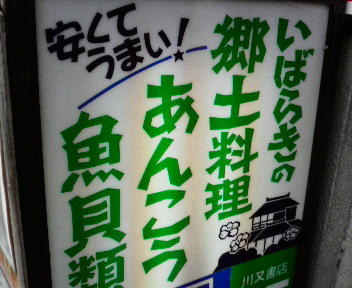 いばらきの
郷土料理
あんこう
魚貝類
安くて
うまい!
川又書店